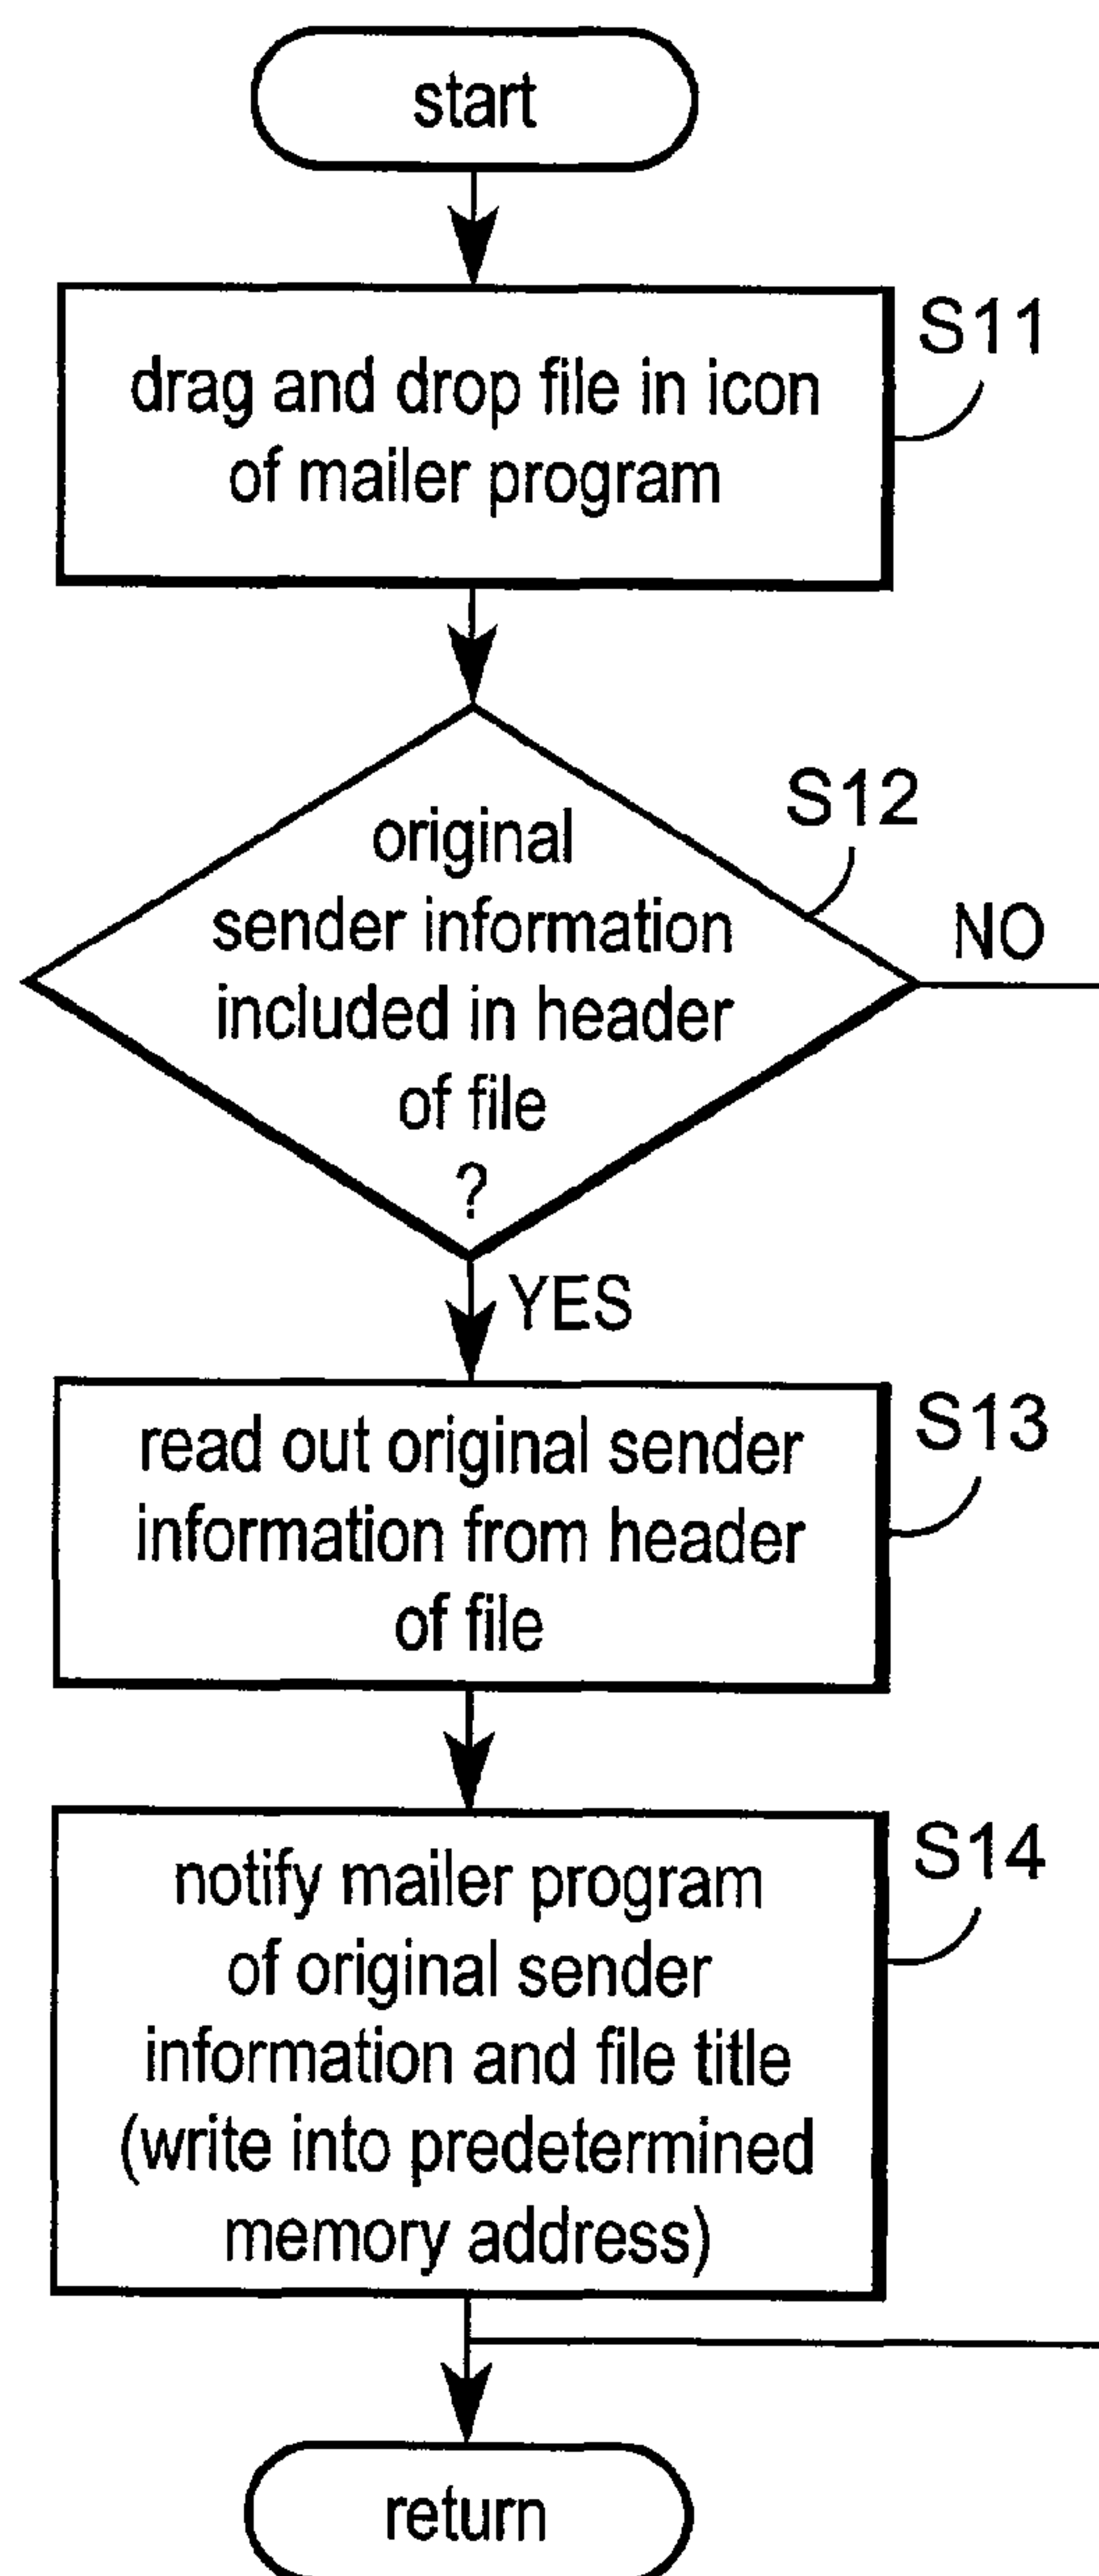 start
drag and drop file in icon
of mailer program
S11
original
sender information
included in header
of file
?
S12
NO
YES
read out original sender
information from header
of file
S13
notify mailer program
of original sender
information and file title
(write into predetermined
memory address)
S14
return